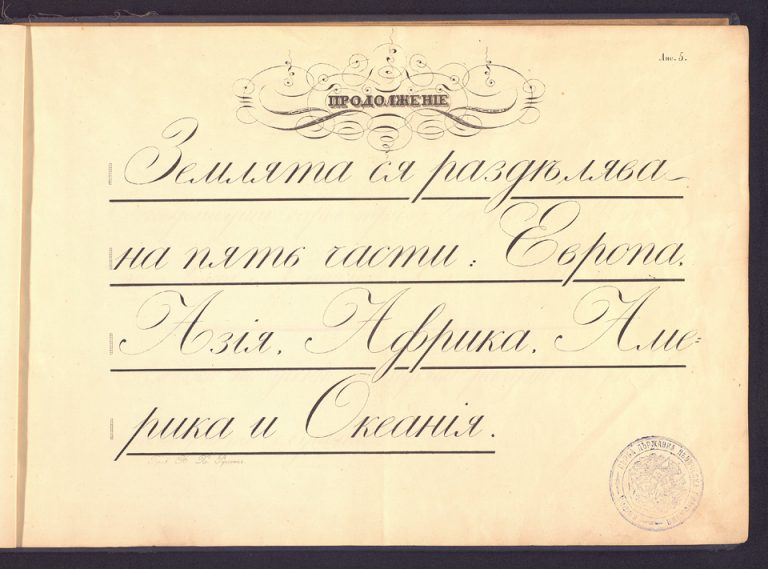 Лис. 5.
ПРОДОЛЖЕНІЕ
Землята ся раздѣлява
на пять части: Европа,
Азія, Африка, Аме=
рика и Океанія.